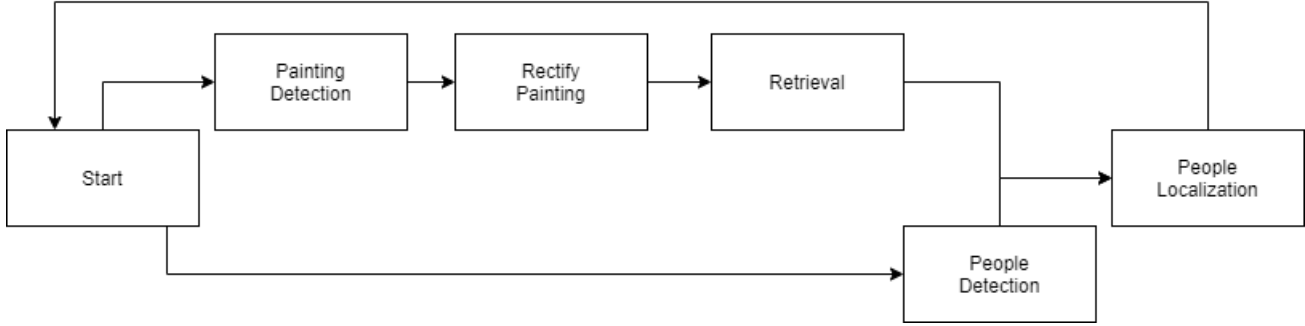 Painting
Detection
Rectify
Painting
Retrieval
Start
People
Localization
People
Detection